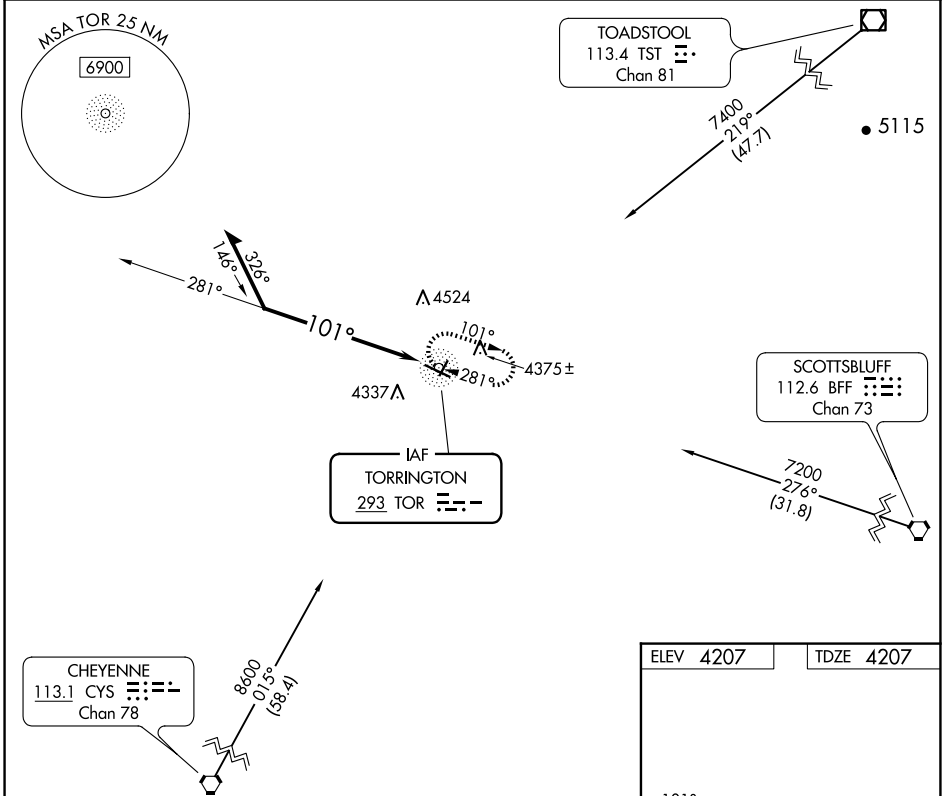 MSA TOR 25 NM
6900
TOADSTOOL
113.4 TST
Chan 81
7400
219°
(47.7)
5115
326°
146°
281°
101°
4524
101°
281°
4375±
4337
IAF
TORRINGTON
293 TOR
SCOTTSBLUFF
112.6 BFF
Chan 73
7200
276°
(31.8)
CHEYENNE
113.1 CYS
Chan 78
8600
015°
(58.4)
ELEV 4207
TDZE 4207